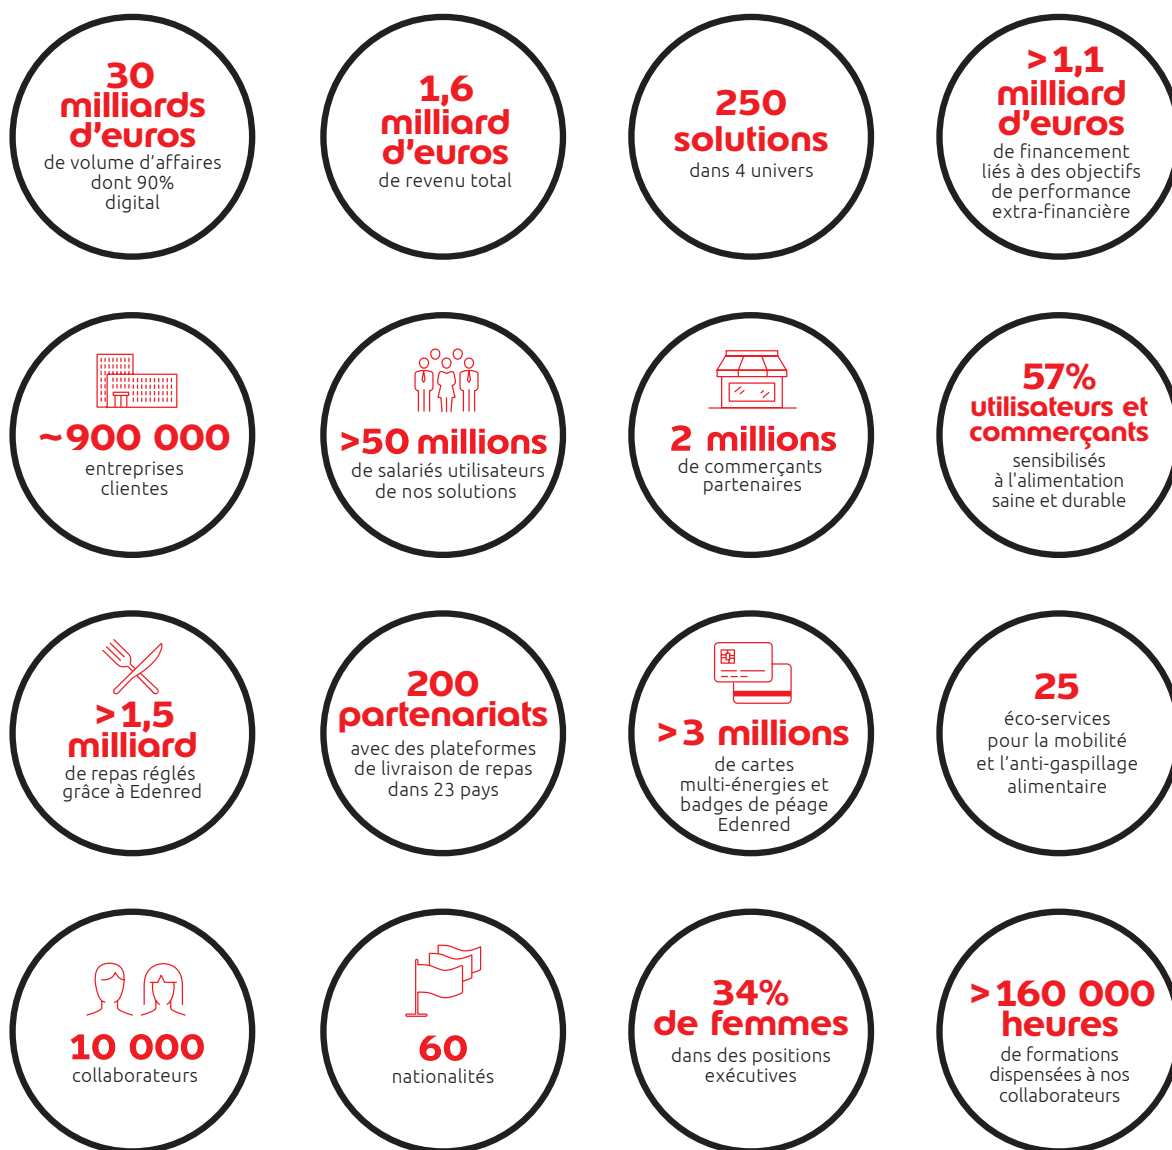 30
milliards
d’euros
de volume d’affaires
dont 90%
digital
1,6
milliard
d’euros
de revenu total
250
solutions
dans 4 univers
>1,1
milliard
d’euros
de financement
liés à des objectifs
de performance
extra-financière
~900 000
entreprises
clientes
>50 millions
de salariés utilisateurs
de nos solutions
2 millions
de commerçants
partenaires
57%
utilisateurs et
commerçants
sensibilisés
à l'alimentation
saine et durable
>1,5
milliard
de repas réglés
grâce à Edenred
200
partenariats
avec des plateformes
de livraison de repas
dans 23 pays
>3 millions
de cartes
multi-énergies et
badges de péage
Edenred
25
éco-services
pour la mobilité
et l’anti-gaspillage
alimentaire
10 000
collaborateurs
60
nationalités
34%
de femmes
dans des positions
exécutives
>160 000
heures
de formations
dispensées à nos
collaborateurs